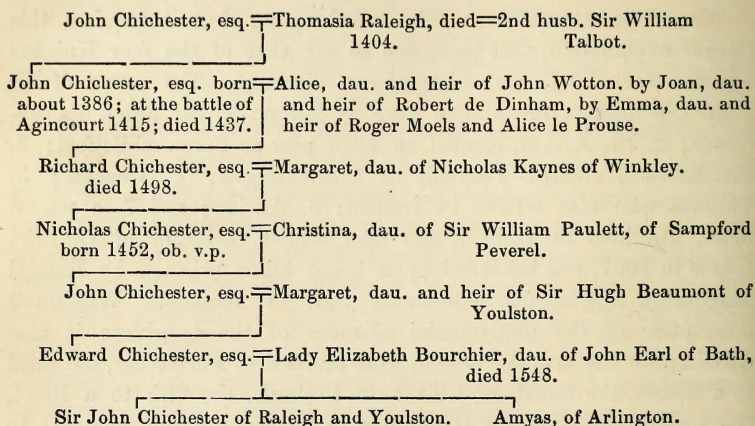 John Chichester, esq.=Thomasia Raleigh, died=2nd husb. Sir William
1404. Talbot.
John Chichester, esq. born=Alice, dau. and heir of John Wotton. by Joan, dau.
about 1386; at the battle of and heir of Robert de Dinham, by Emma, dau. and
Agincourt 1415; died 1437. heir of Roger Moels and Alice le Prouse.
Richard Chichester, esq.=Margaret, dau. of Nicholas Kaynes of Winkley.
died 1498.
Nicholas Chichester, esq.=Christina, dau. of Sir William Paulett, of Sampford
born 1452, ob. v.p. Peverel.
John Chichester, esq.=Margaret, dau. and heir of Sir Hugh Beaumont of
Youlston.
Edward Chichester, esq.=Lady Elizabeth Bourchier, dau. of John Earl of Bath,
died 1548.
Sir John Chichester of Raleigh and Youlston. Amyas, of Arlington.